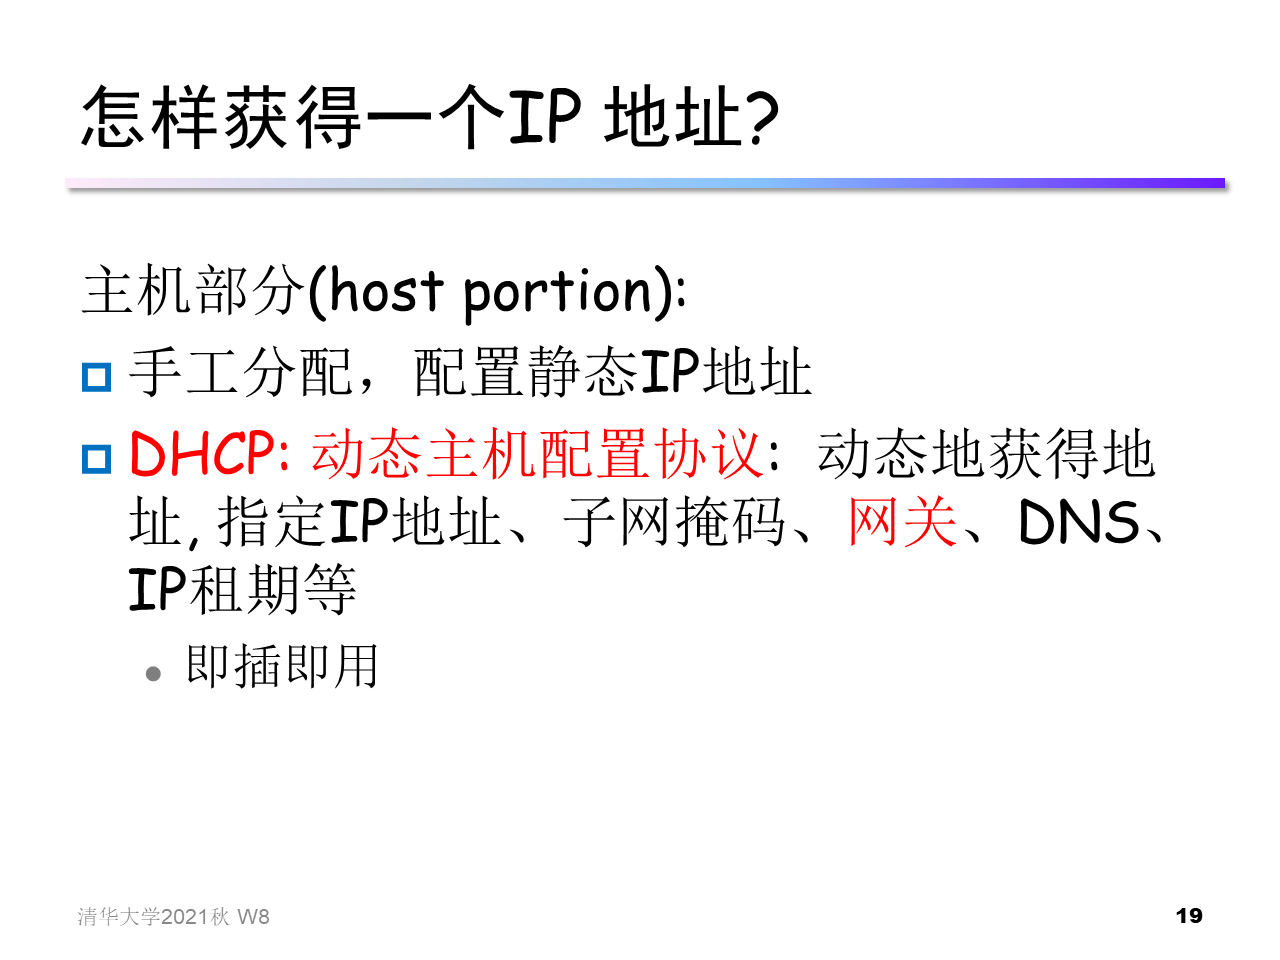 怎样获得一个IP 地址?
主机部分(host portion):
手工分配，配置静态IP地址
DHCP: 动态主机配置协议: 动态地获得地
址, 指定IP地址、子网掩码、网关、DNS、
IP租期等
即插即用
清华大学2021秋 W8
19